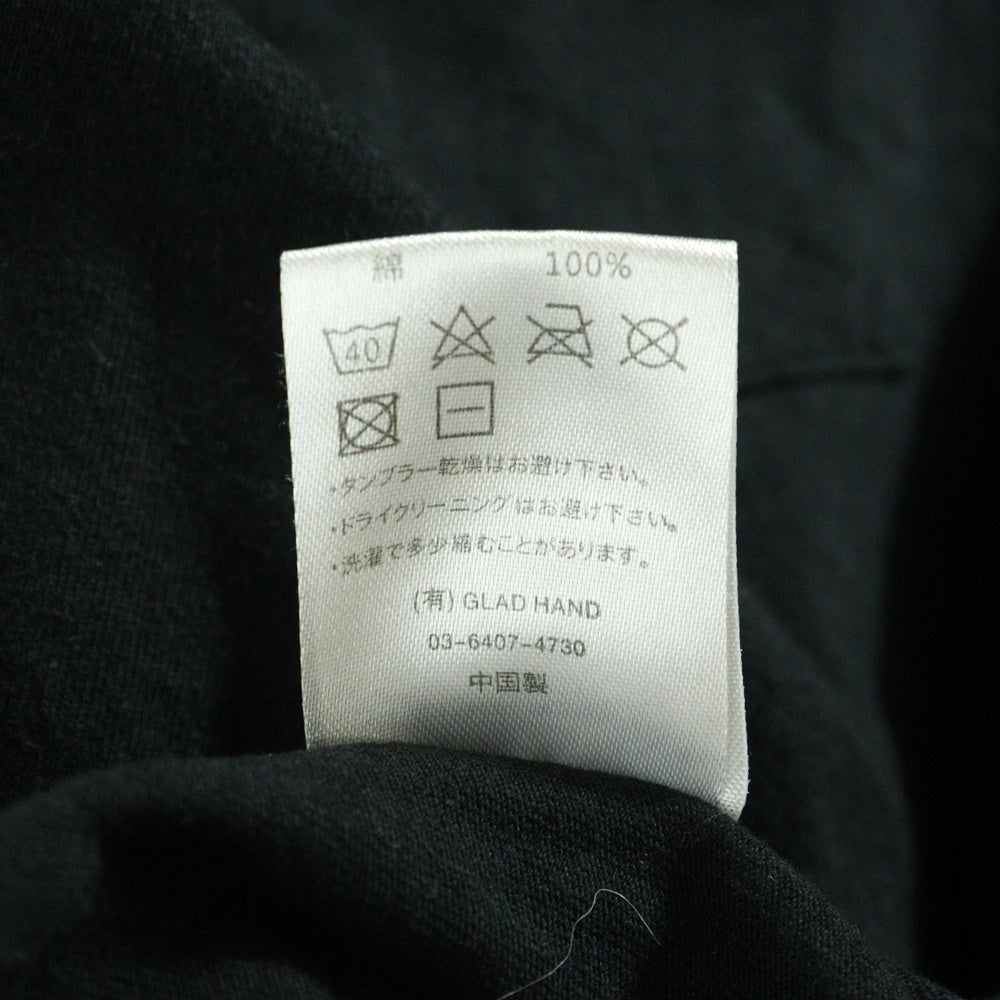 綿 100%
40
・タンブラー乾燥はお避け下さい。
・ドライクリーニングはお避け下さい。
・洗濯で多少縮むことがあります。
(有) GLAD HAND
03-6407-4730
中国製